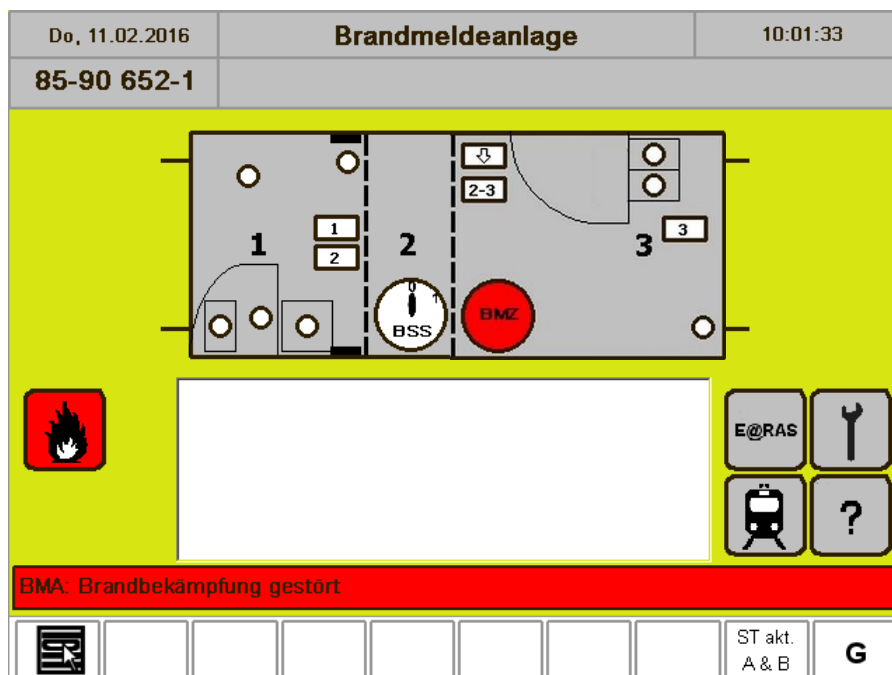 Do, 11.02.2016
Brandmeldeanlage
10:01:33
85-90 652-1
2-3
1
1
2
2
3
3
0
1
BSS
BMZ
E@RAS
?
BMA: Brandbekämpfung gestört
ST akt.
A & B
G